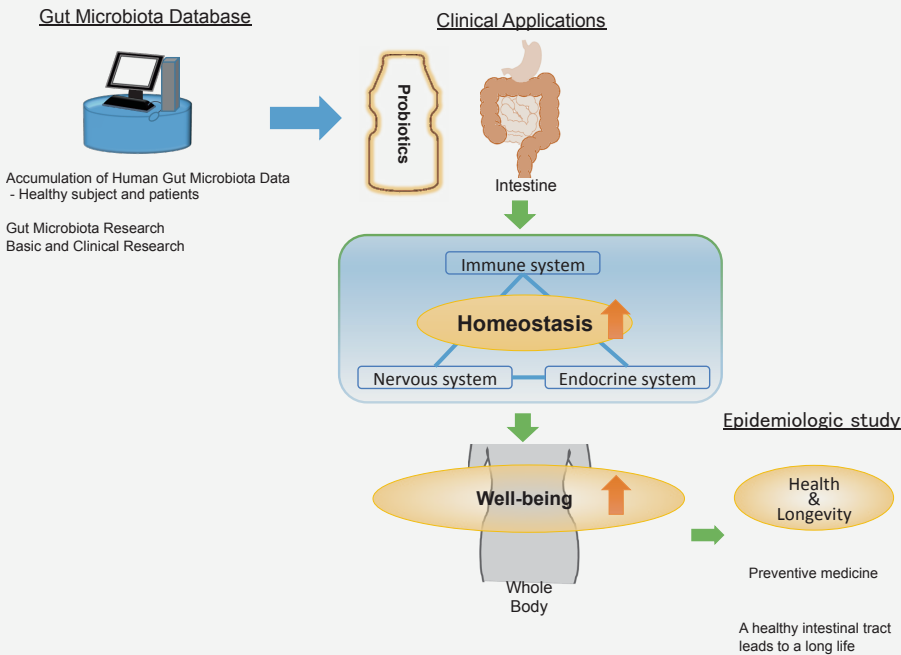 Gut Microbiota Database
Clinical Applications
Probiotics
Intestine
Accumulation of Human Gut Microbiota Data
- Healthy subject and patients
Gut Microbiota Research
Basic and Clinical Research
Immune system
Homeostasis
Nervous system
Endocrine system
Epidemiologic study
Well-being
Health
&
Longevity
Whole
Body
Preventive medicine
A healthy intestinal tract
leads to a long life